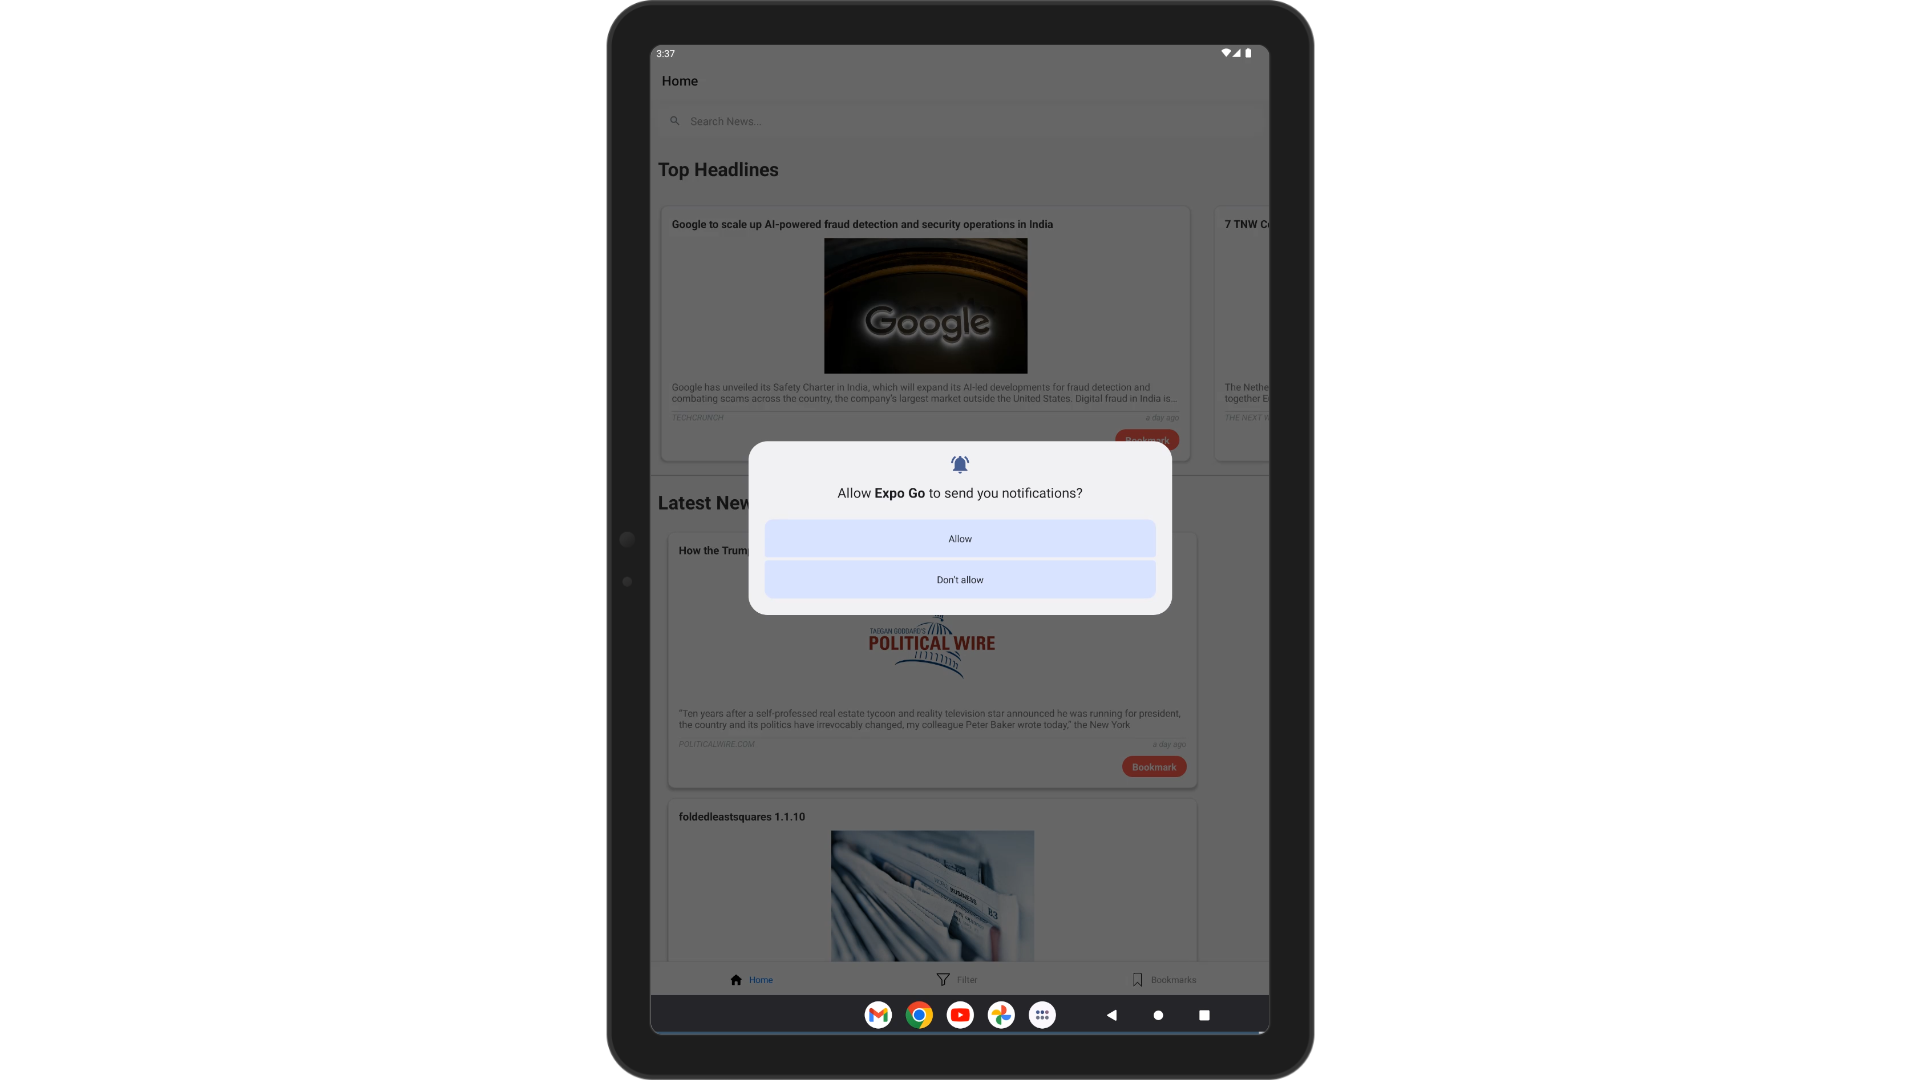 3:37
Home
Search News...
Top Headlines
Google to scale up AI-powered fraud detection and security operations in India
7 TNW C
Google
Google has unveiled its Safety Charter in India, which will expand its AI-led developments for fraud detection and
combating scams across the country, the company's largest market outside the United States. Digital fraud in India is...
TECHCRUNCH
a day ago
The Nethe
together E
THE NEXT
Bookmark
Allow Expo Go to send you notifications?
Allow
Don't allow
Latest New
How the Trum
TAEGAN GODDARD'S
POLITICAL WIRE
"Ten years after a self-professed real estate tycoon and reality television star announced he was running for president,
the country and its politics have irrevocably changed, my colleague Peter Baker wrote today," the New York
POLITICALWIRE.COM
a day ago
Bookmark
foldedleastsquares 1.1.10
BUSINESS
B3
Home
Filter
Bookmarks